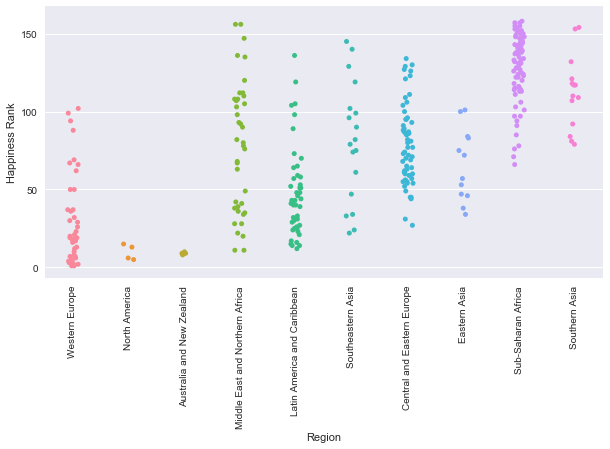 150
100
50
0
Happiness Rank
Western Europe
North America
Australia and New Zealand
Middle East and Northern Africa
Latin America and Caribbean
Southeastern Asia
Central and Eastern Europe
Eastern Asia
Sub-Saharan Africa
Southern Asia
Region